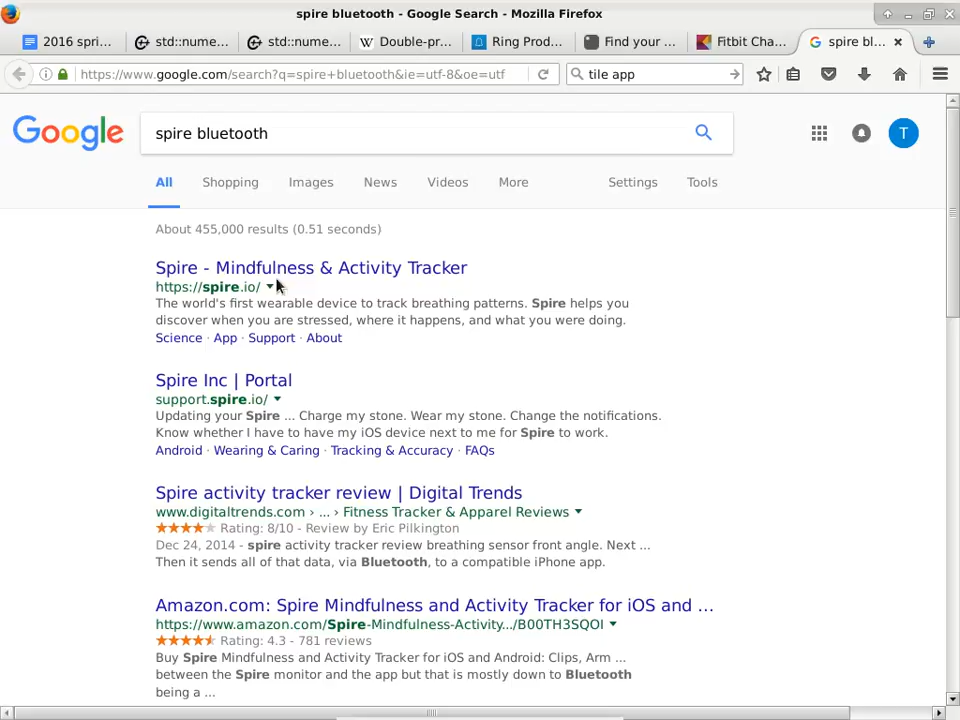 spire bluetooth - Google Search - Mozilla Firefox
2016 spri...
std::nume...
std::nume...
Double-pr...
Ring Prod...
Find your ...
Fitbit Cha...
spire bl...
https://www.google.com/search?q=spire+bluetooth&ie=utf-8&oe=utf
tile app
Google
spire bluetooth
T
All Shopping Images News Videos More Settings Tools
About 455,000 results (0.51 seconds)
Spire - Mindfulness & Activity Tracker
https://spire.io/
The world's first wearable device to track breathing patterns. Spire helps you
discover when you are stressed, where it happens, and what you were doing.
Science · App · Support · About
Spire Inc | Portal
support.spire.io/
Updating your Spire ... Charge my stone. Wear my stone. Change the notifications.
Know whether I have to have my iOS device next to me for Spire to work.
Android · Wearing & Caring · Tracking & Accuracy · FAQs
Spire activity tracker review | Digital Trends
www.digitaltrends.com › ... › Fitness Tracker & Apparel Reviews
Rating: 8/10 - Review by Eric Pilkington
Dec 24, 2014 - spire activity tracker review breathing sensor front angle. Next ...
Then it sends all of that data, via Bluetooth, to a compatible iPhone app.
Amazon.com: Spire Mindfulness and Activity Tracker for iOS and ...
https://www.amazon.com/Spire-Mindfulness-Activity.../B00TH3SQOI
Rating: 4.3 - 781 reviews
Buy Spire Mindfulness and Activity Tracker for iOS and Android: Clips, Arm ...
between the Spire monitor and the app but that is mostly down to Bluetooth
being a ...